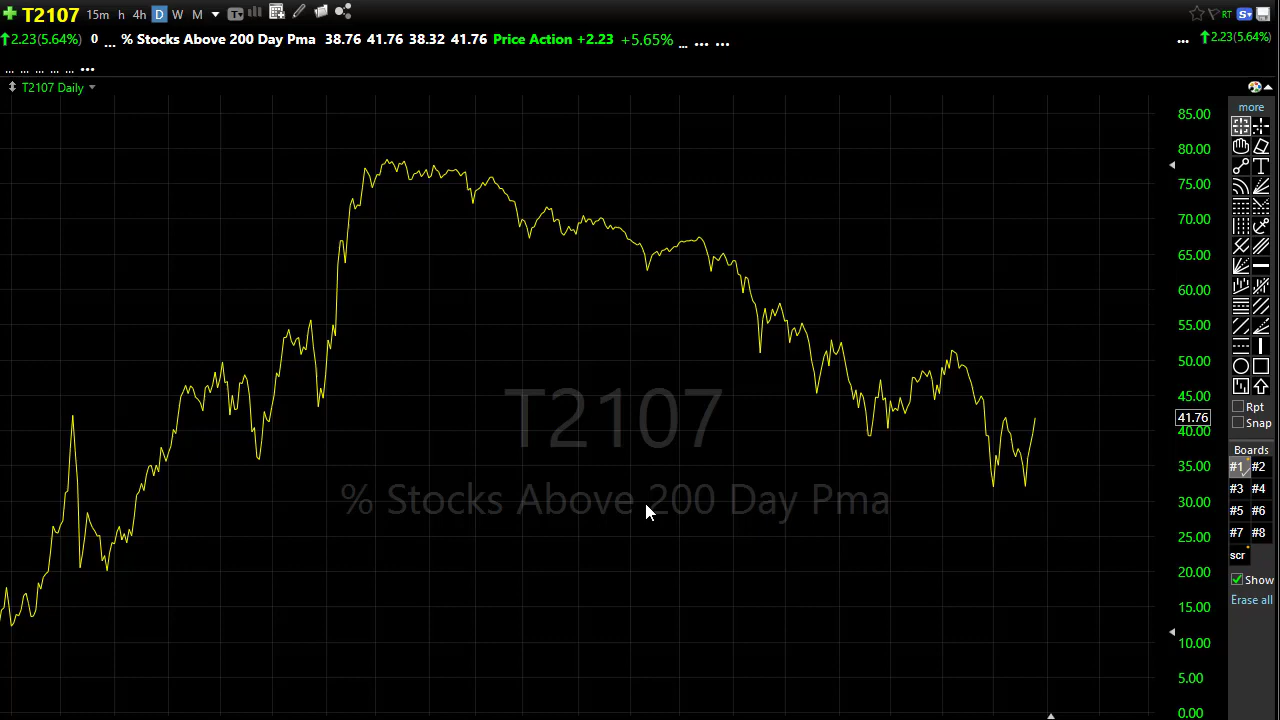 T2107 15m h 4h D W M RT S
2.23(5.64%) 0 ... % Stocks Above 200 Day Pma 38.76 41.76 38.32 41.76 Price Action +2.23 +5.65% ... ... ... ... 2.23(5.64%)
... ... ... ... ... ...
T2107 Daily
more
85.00
80.00
75.00
70.00
65.00
60.00
55.00
50.00
45.00
41.76
40.00
35.00
30.00
25.00
20.00
15.00
10.00
5.00
0.00
T2107
% Stocks Above 200 Day Pma
T
Rpt
Snap
Boards
#1 #2
#3 #4
#5 #6
#7 #8
scr
Show
Erase all